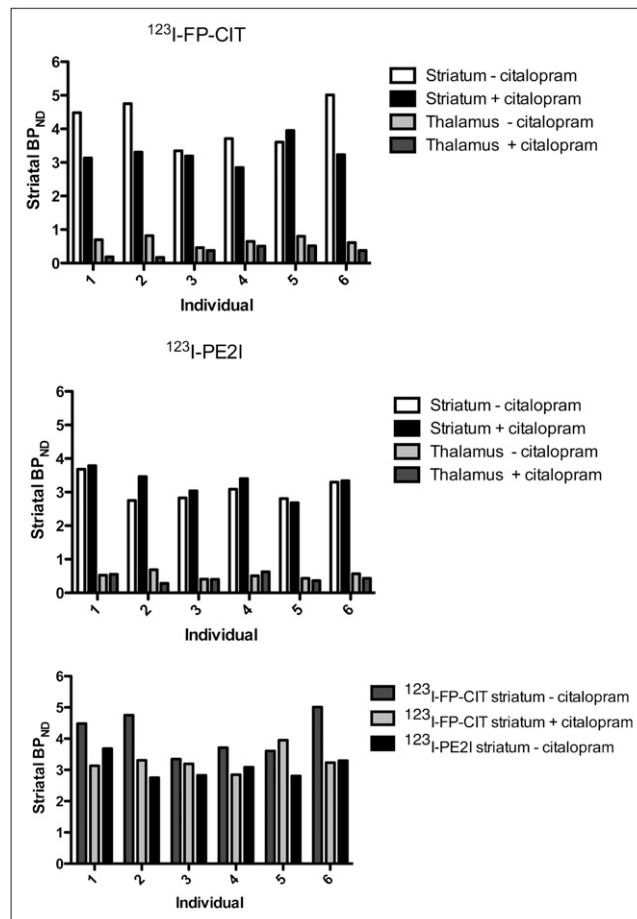 ¹²³I-FP-CIT
Striatal BP_ND
6
5
4
3
2
1
0
1 2 3 4 5 6
Individual
Striatum - citalopram
Striatum + citalopram
Thalamus - citalopram
Thalamus + citalopram
¹²³I-PE2I
Striatal BP_ND
6
5
4
3
2
1
0
1 2 3 4 5 6
Individual
Striatum - citalopram
Striatum + citalopram
Thalamus - citalopram
Thalamus + citalopram
Striatal BP_ND
6
5
4
3
2
1
0
1 2 3 4 5 6
Individual
¹²³I-FP-CIT striatum - citalopram
¹²³I-FP-CIT striatum + citalopram
¹²³I-PE2I striatum - citalopram